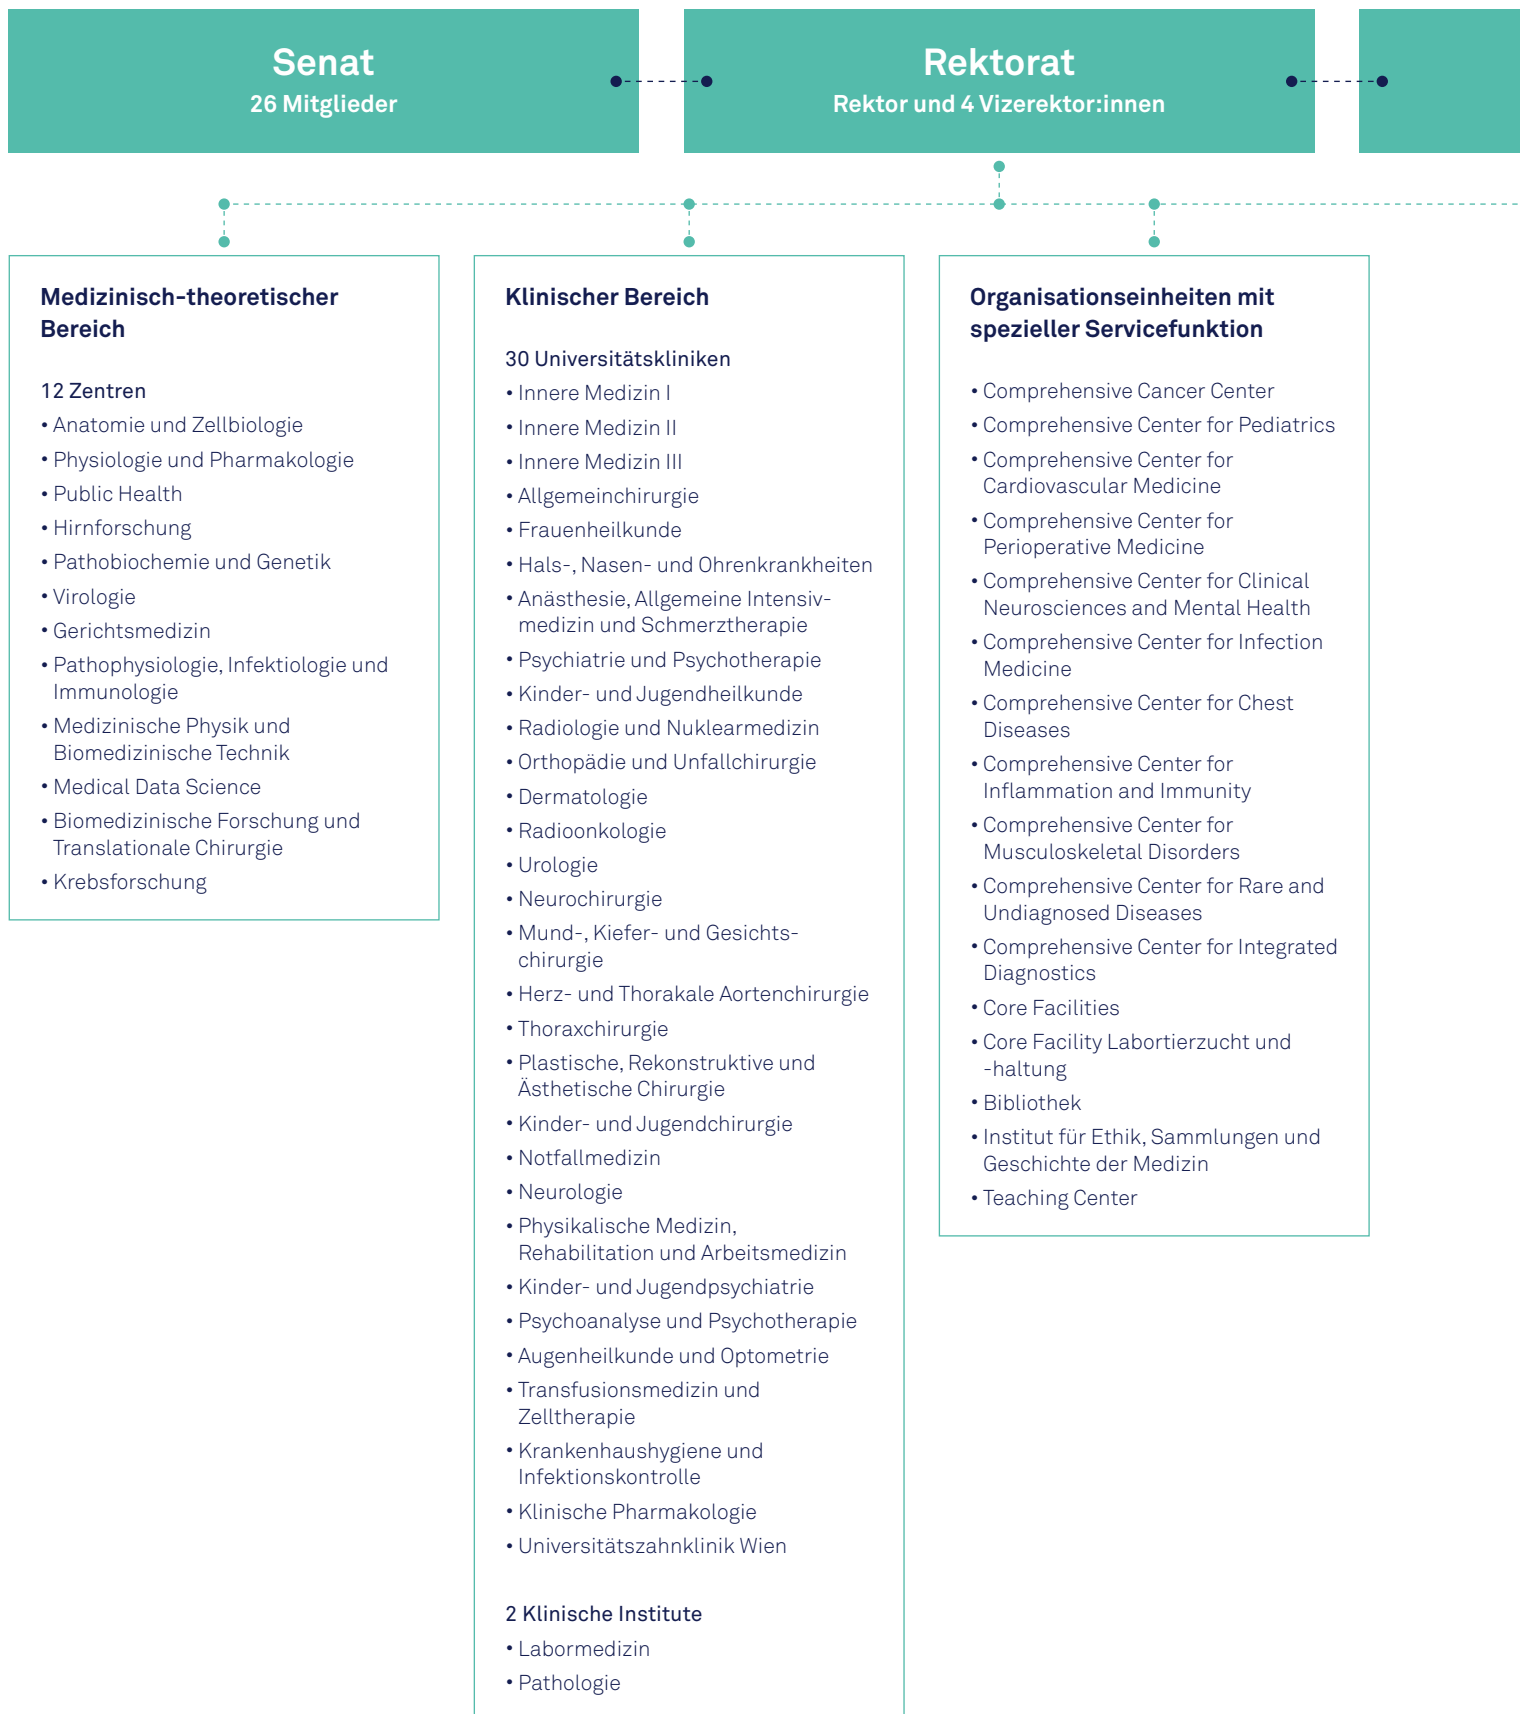 Senat
26 Mitglieder
Rektorat
Rektor und 4 Vizerektor:innen
Medizinisch-theoretischer
Bereich
12 Zentren
• Anatomie und Zellbiologie
• Physiologie und Pharmakologie
• Public Health
• Hirnforschung
• Pathobiochemie und Genetik
• Virologie
• Gerichtsmedizin
• Pathophysiologie, Infektiologie und
Immunologie
• Medizinische Physik und
Biomedizinische Technik
• Medical Data Science
• Biomedizinische Forschung und
Translationale Chirurgie
• Krebsforschung
Klinischer Bereich
30 Universitätskliniken
• Innere Medizin I
• Innere Medizin II
• Innere Medizin III
• Allgemeinchirurgie
• Frauenheilkunde
• Hals-, Nasen- und Ohrenkrankheiten
• Anästhesie, Allgemeine Intensiv-
medizin und Schmerztherapie
• Psychiatrie und Psychotherapie
• Kinder- und Jugendheilkunde
• Radiologie und Nuklearmedizin
• Orthopädie und Unfallchirurgie
• Dermatologie
• Radioonkologie
• Urologie
• Neurochirurgie
• Mund-, Kiefer- und Gesichts-
chirurgie
• Herz- und Thorakale Aortenchirurgie
• Thoraxchirurgie
• Plastische, Rekonstruktive und
Ästhetische Chirurgie
• Kinder- und Jugendchirurgie
• Notfallmedizin
• Neurologie
• Physikalische Medizin,
Rehabilitation und Arbeitsmedizin
• Kinder- und Jugendpsychiatrie
• Psychoanalyse und Psychotherapie
• Augenheilkunde und Optometrie
• Transfusionsmedizin und
Zelltherapie
• Krankenhaushygiene und
Infektionskontrolle
• Klinische Pharmakologie
• Universitätszahnklinik Wien
2 Klinische Institute
• Labormedizin
• Pathologie
Organisationseinheiten mit
spezieller Servicefunktion
• Comprehensive Cancer Center
• Comprehensive Center for Pediatrics
• Comprehensive Center for
Cardiovascular Medicine
• Comprehensive Center for
Perioperative Medicine
• Comprehensive Center for Clinical
Neurosciences and Mental Health
• Comprehensive Center for Infection
Medicine
• Comprehensive Center for Chest
Diseases
• Comprehensive Center for
Inflammation and Immunity
• Comprehensive Center for
Musculoskeletal Disorders
• Comprehensive Center for Rare and
Undiagnosed Diseases
• Comprehensive Center for Integrated
Diagnostics
• Core Facilities
• Core Facility Labortierzucht und
-haltung
• Bibliothek
• Institut für Ethik, Sammlungen und
Geschichte der Medizin
• Teaching Center